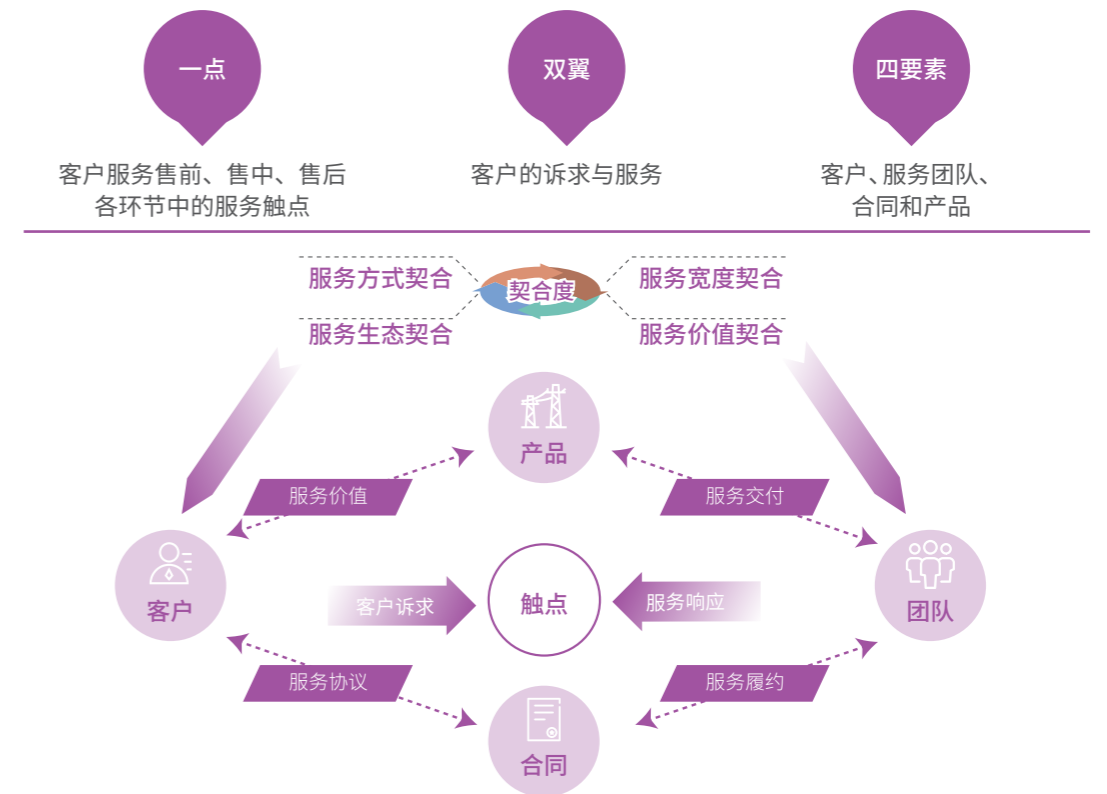 一点
双翼
四要素
客户服务售前、售中、售后
各环节中的服务触点
客户的诉求与服务
客户、服务团队、
合同和产品
服务方式契合
契合度
服务宽度契合
服务生态契合
服务价值契合
产品
服务价值
服务交付
客户
客户诉求
触点
服务响应
团队
服务协议
服务履约
合同